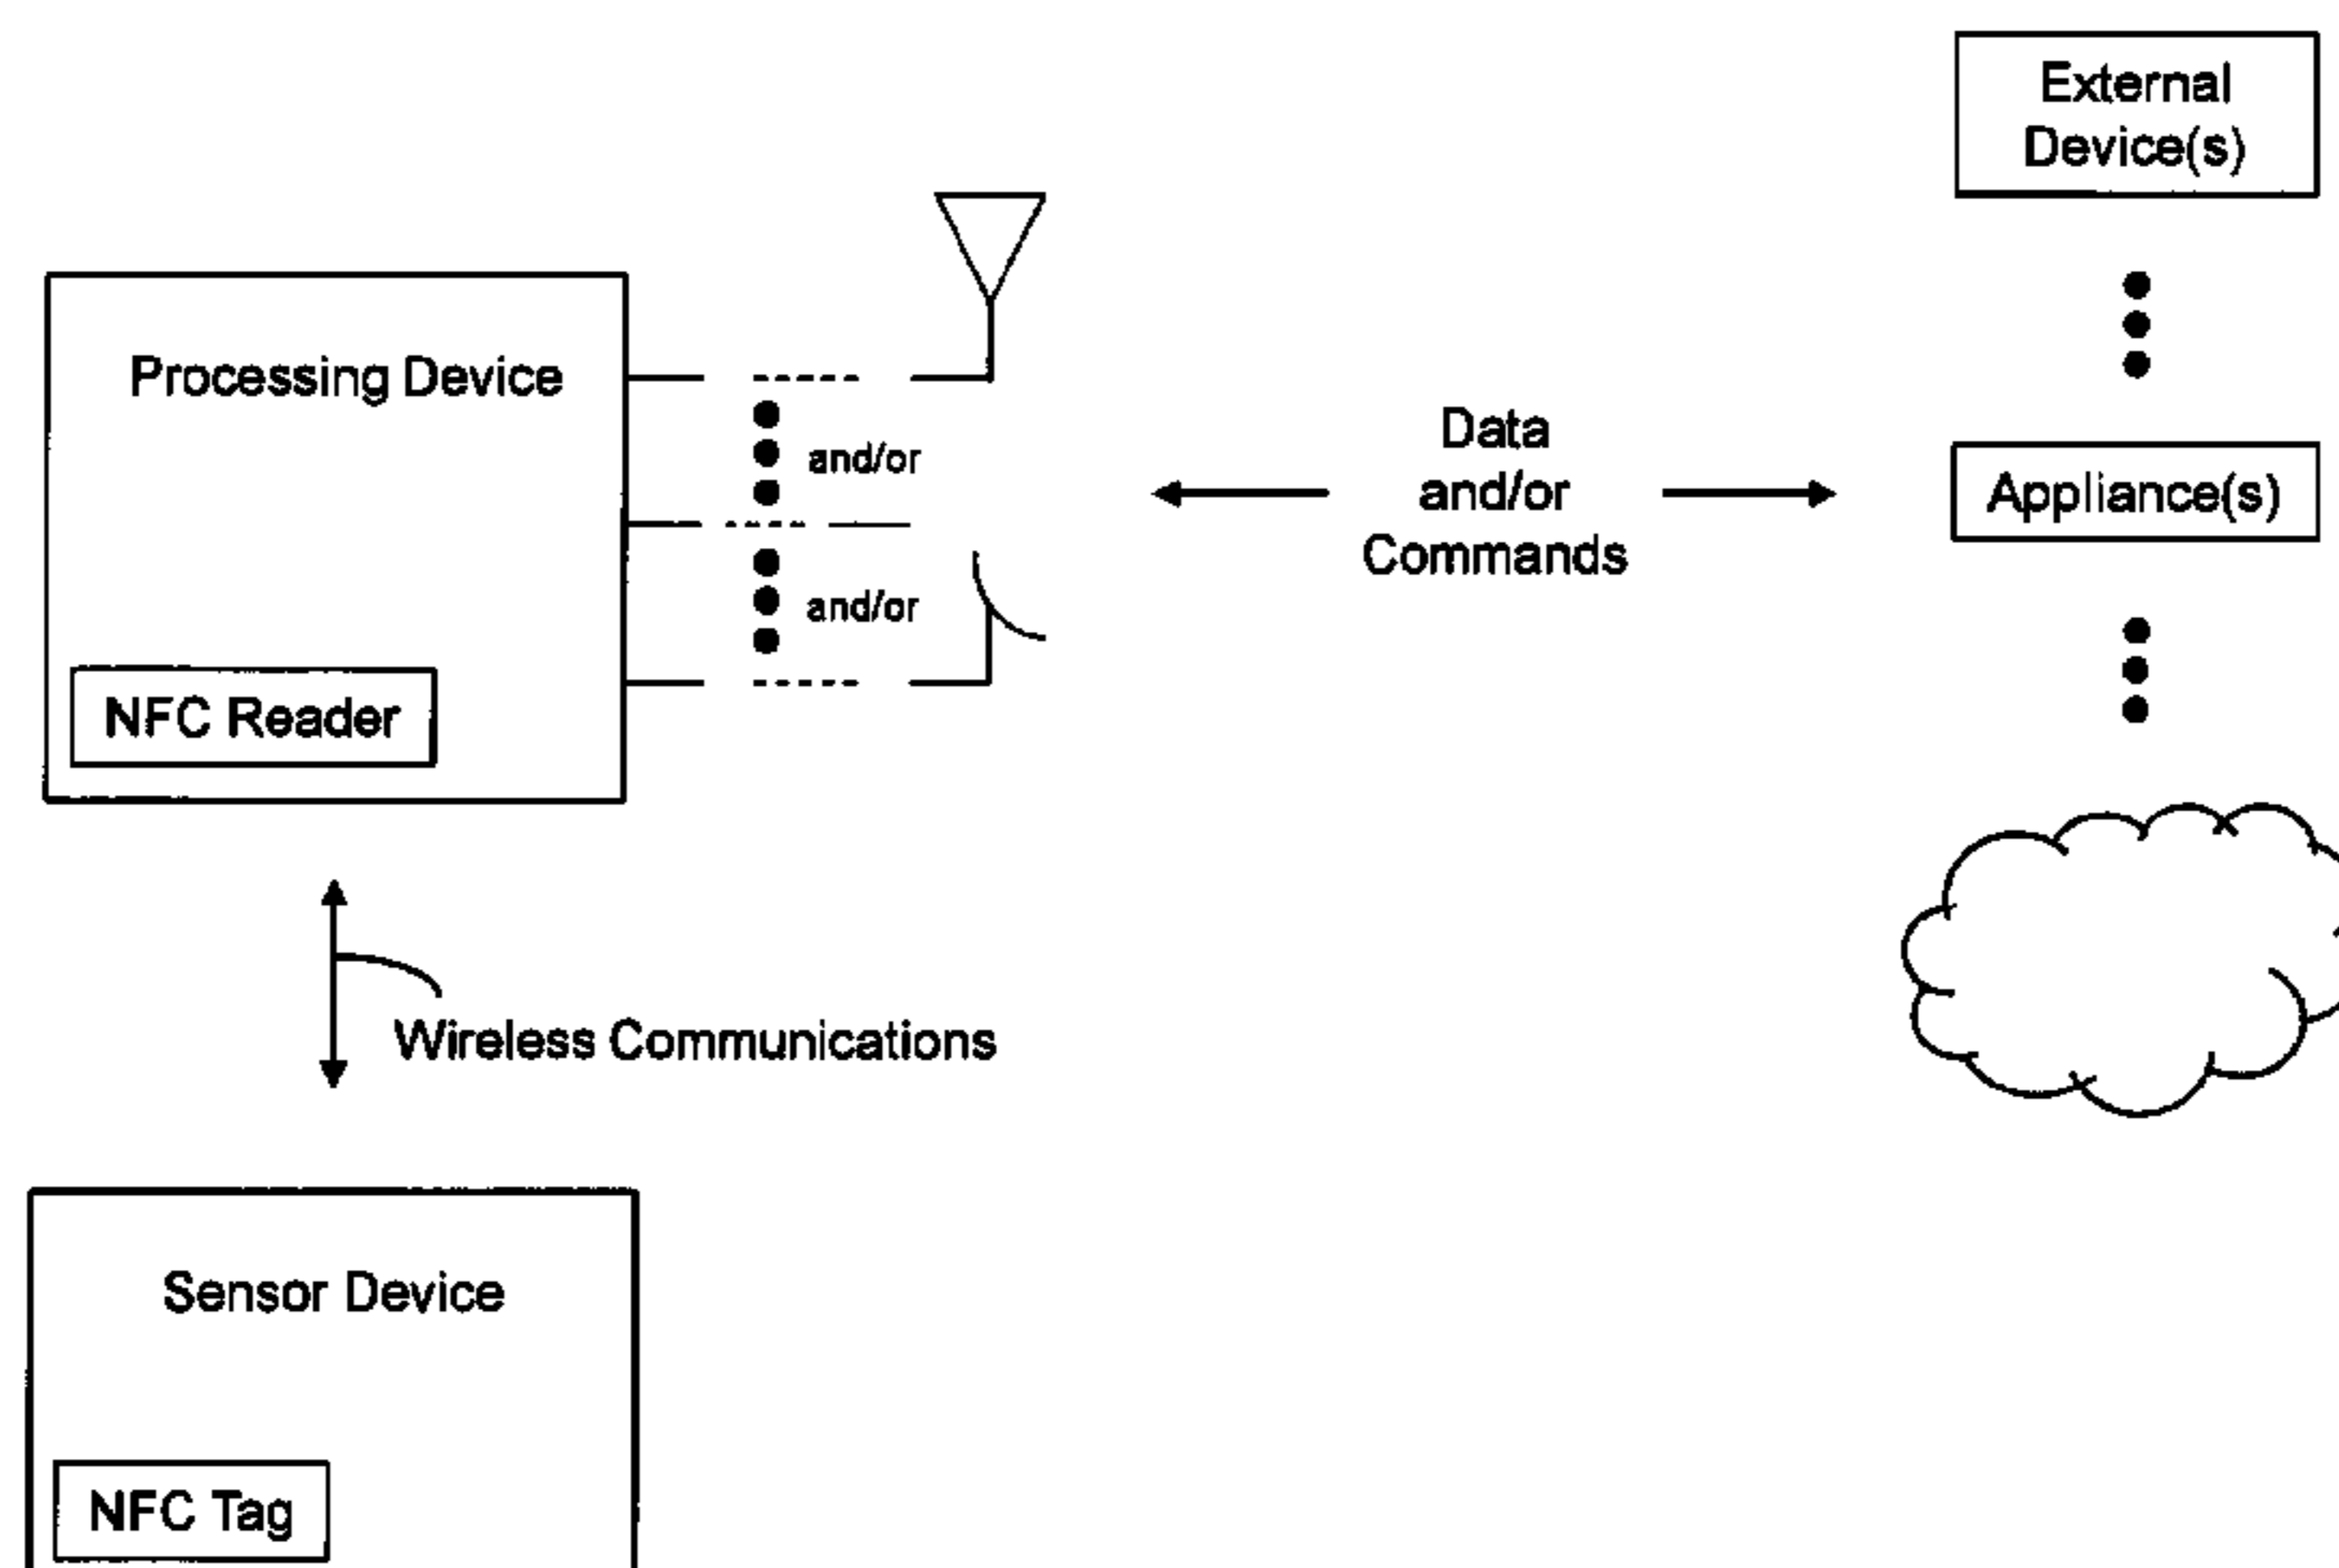 External
Device(s)
Processing Device
and/or
Data
and/or
Commands
Appliance(s)
and/or
NFC Reader
Wireless Communications
Sensor Device
NFC Tag